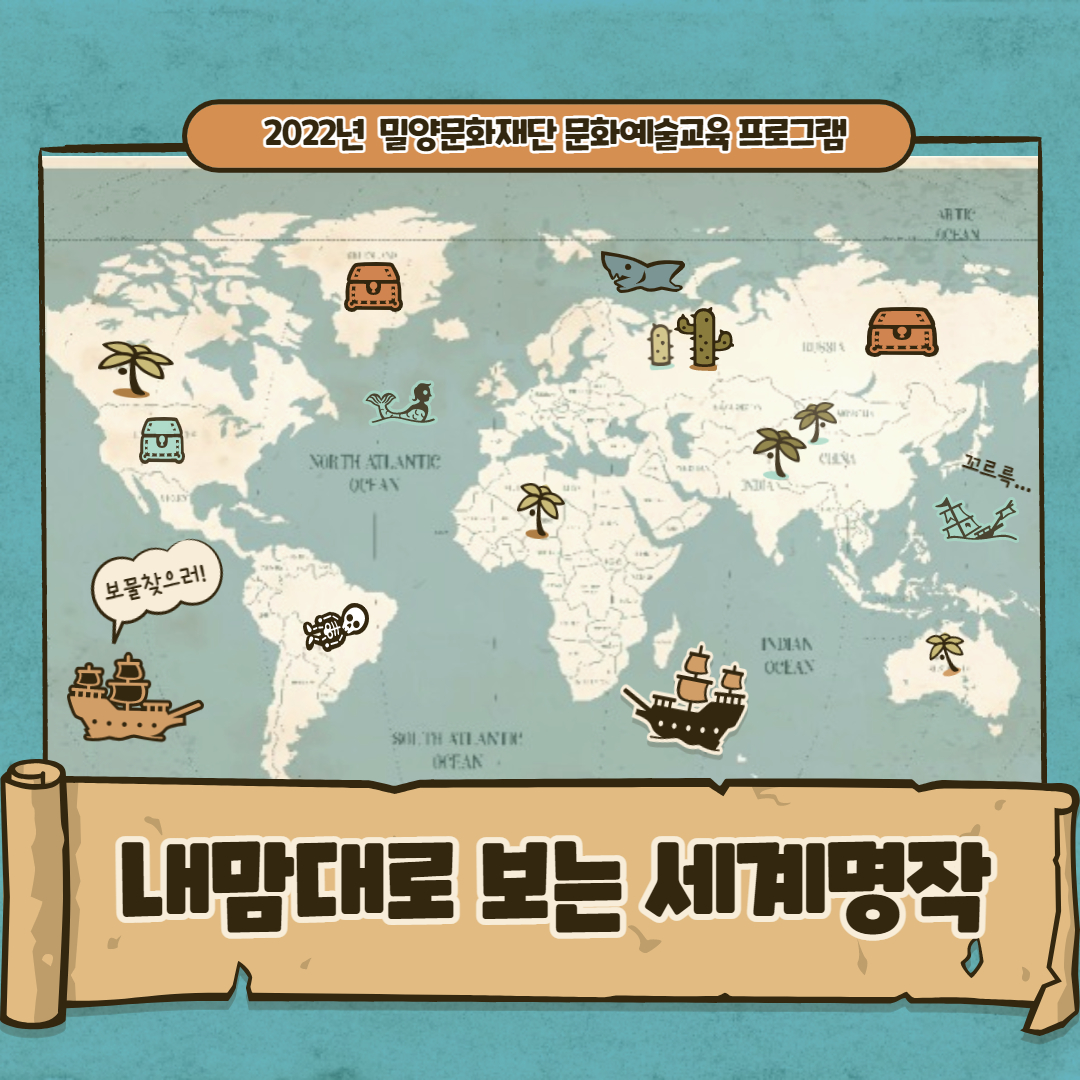 2022년 밀양문화재단 문화예술교육 프로그램
OCEAN
RUSSIA
NORTH ATLANTIC
OCEAN
CHINA
INDIA
꼬르륵...
보물찾으러!
INDIAN
OCEAN
SOUTH ATLANTIC
OCEAN
내맘대로 보는 세계명작